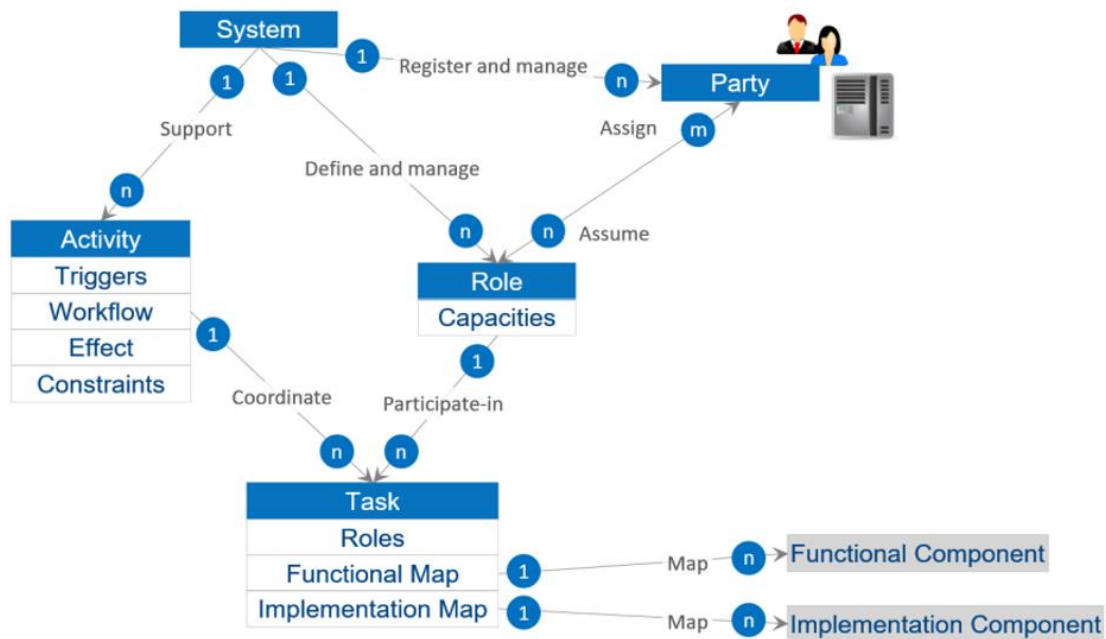 System
1
1
1
Register and manage
n
Party
Support
Assign
m
Define and manage
n
n
n
Assume
Activity
Triggers
Workflow
Effect
Constraints
Role
Capacities
1
1
Coordinate
Participate-in
n
n
Task
Roles
Functional Map
1
Map
n
Functional Component
Implementation Map
1
Map
n
Implementation Component